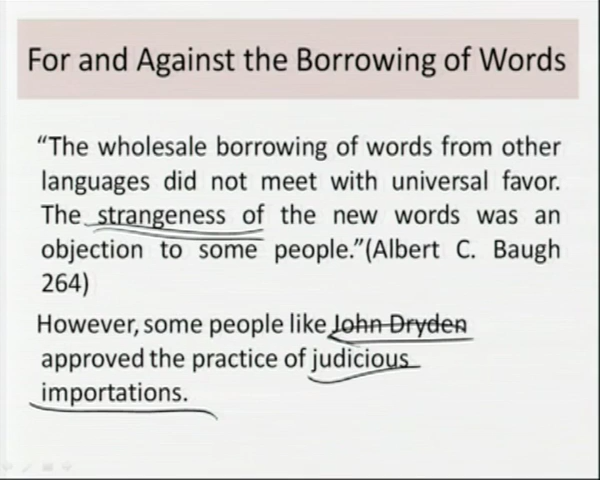 For and Against the Borrowing of Words
“The wholesale borrowing of words from other
languages did not meet with universal favor.
The strangeness of the new words was an
objection to some people.”(Albert C. Baugh
264)
However, some people like John Dryden
approved the practice of judicious
importations.